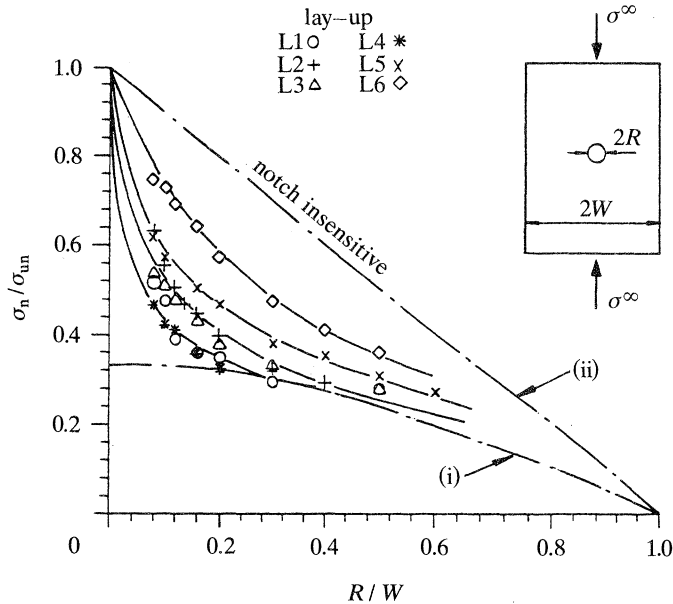 lay–up
L1○ L4 ✱
L2+ L5 ×
L3△ L6◇
σ∞
1.0
0.8
0.6
0.4
0.2
0
σn/σun
notch insensitive
2R
2W
σ∞
(ii)
(i)
0 0.2 0.4 0.6 0.8 1.0
R / W